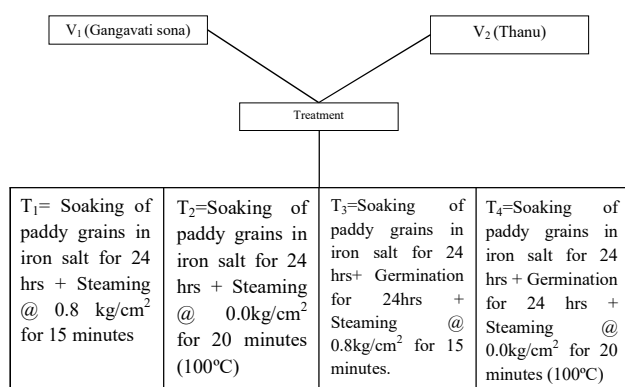 V₁ (Gangavati sona)
V₂ (Thanu)
Treatment
T₁= Soaking of
paddy grains in
iron salt for 24
hrs + Steaming
@ 0.8 kg/cm²
for 15 minutes
T₂=Soaking of
paddy grains in
iron salt for 24
hrs + Steaming
@ 0.0kg/cm²
for 20 minutes
(100ºC)
T₃=Soaking of
paddy grains in
iron salt for 24
hrs+ Germination
for 24hrs +
Steaming @
0.8kg/cm² for 15
minutes.
T₄=Soaking of
paddy grains in
iron salt for 24
hrs + Germination
for 24 hrs +
Steaming @
0.0kg/cm² for 20
minutes (100ºC)